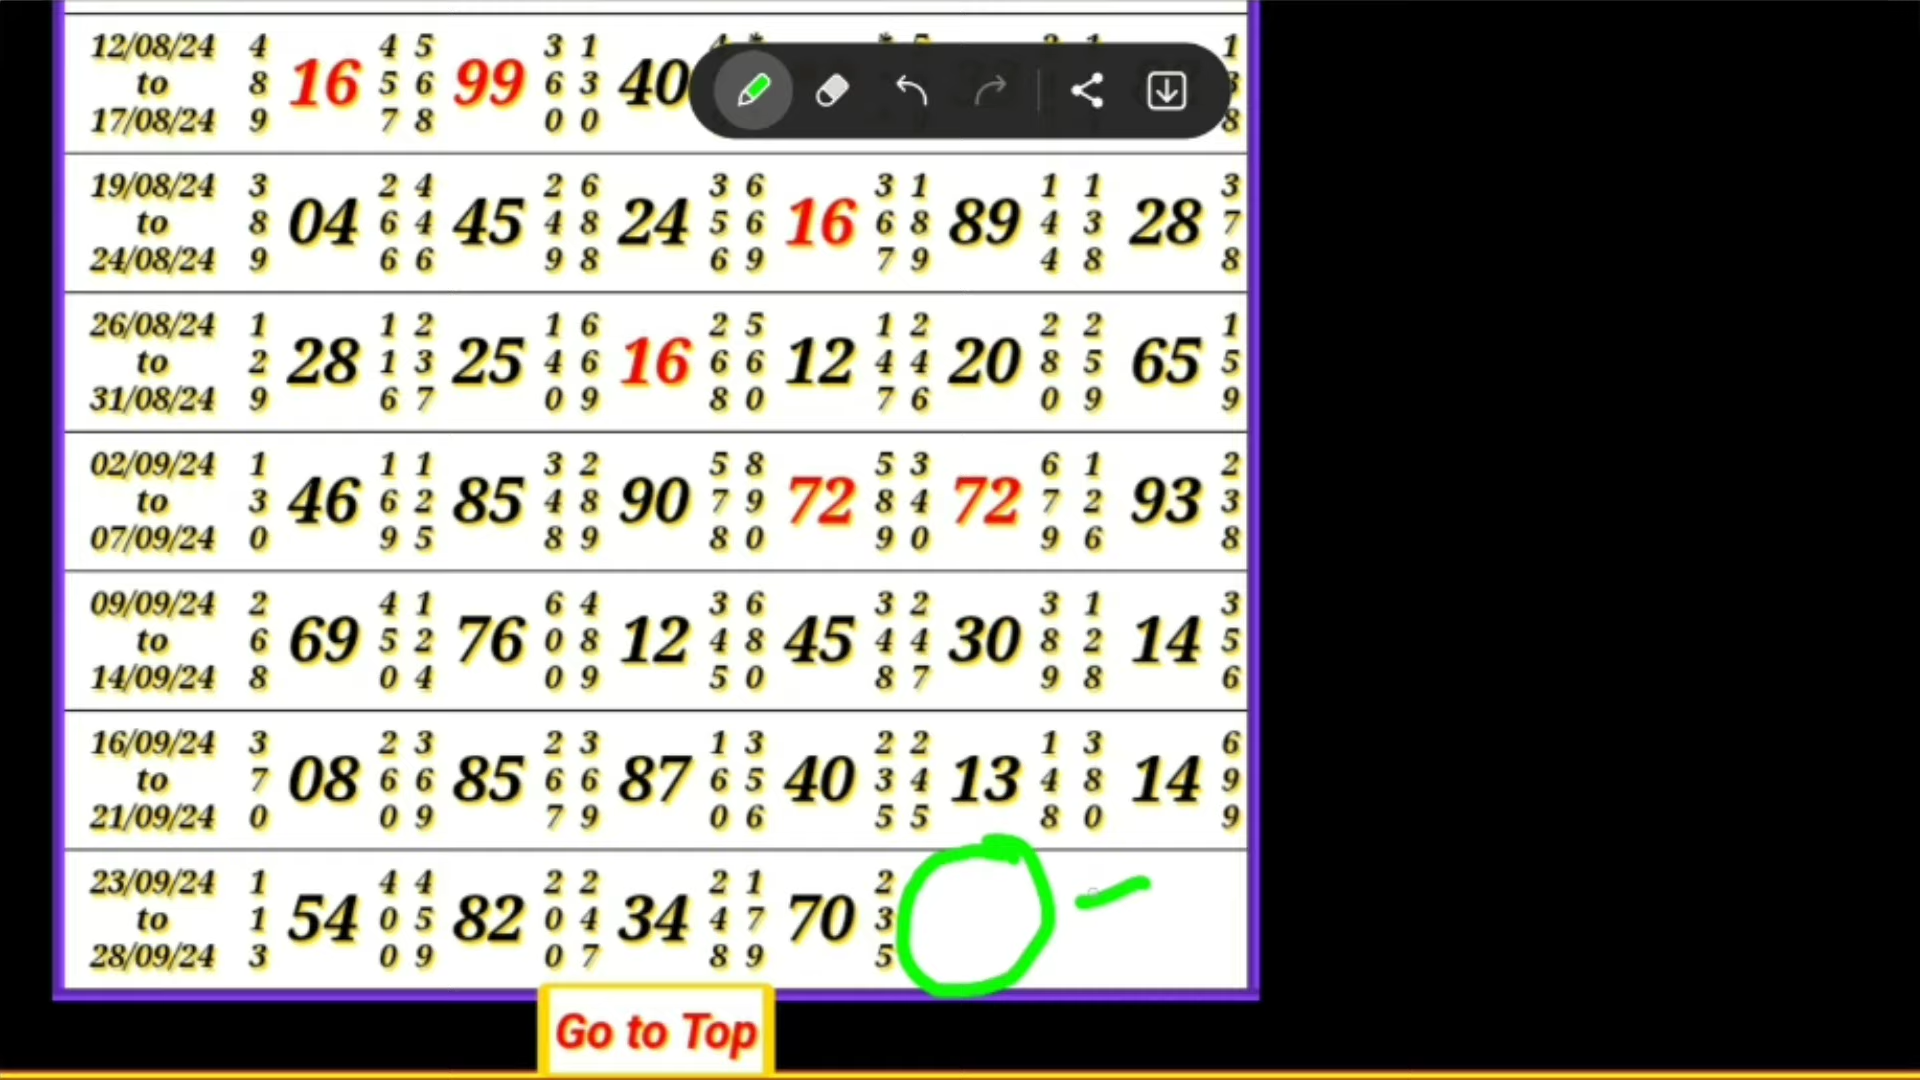 12/08/24 4 16 4 5 99 3 1 40 1
to 8 5 6 6 3
17/08/24 9 7 8 0 0 8
19/08/24 3 04 2 4 45 2 6 24 3 6 16 3 1 89 1 1 28 3
to 8 6 4 4 8 5 6 6 8 4 3 7
24/08/24 9 6 6 9 8 6 9 7 9 4 8 8
26/08/24 1 28 1 2 25 1 6 16 2 5 12 1 2 20 2 2 65 1
to 2 1 3 4 6 6 6 4 4 8 5 5
31/08/24 9 6 7 0 9 8 0 7 6 0 9 9
02/09/24 1 46 1 1 85 3 2 90 5 8 72 5 3 72 6 1 93 2
to 3 6 2 4 8 7 9 8 4 7 2 3
07/09/24 0 9 5 8 9 8 0 9 0 9 6 8
09/09/24 2 69 4 1 76 6 4 12 3 6 45 3 2 30 3 1 14 3
to 6 5 2 0 8 4 8 4 4 8 2 5
14/09/24 8 0 4 0 9 5 0 8 7 9 8 6
16/09/24 3 08 2 3 85 2 3 87 1 3 40 2 2 13 1 3 14 6
to 7 6 6 6 6 6 5 3 4 4 8 9
21/09/24 0 0 9 7 9 0 6 5 5 8 0 9
23/09/24 1 54 4 4 82 2 2 34 2 1 70 2
to 1 0 5 0 4 4 7 3
28/09/24 3 0 9 0 7 8 9 5
Go to Top